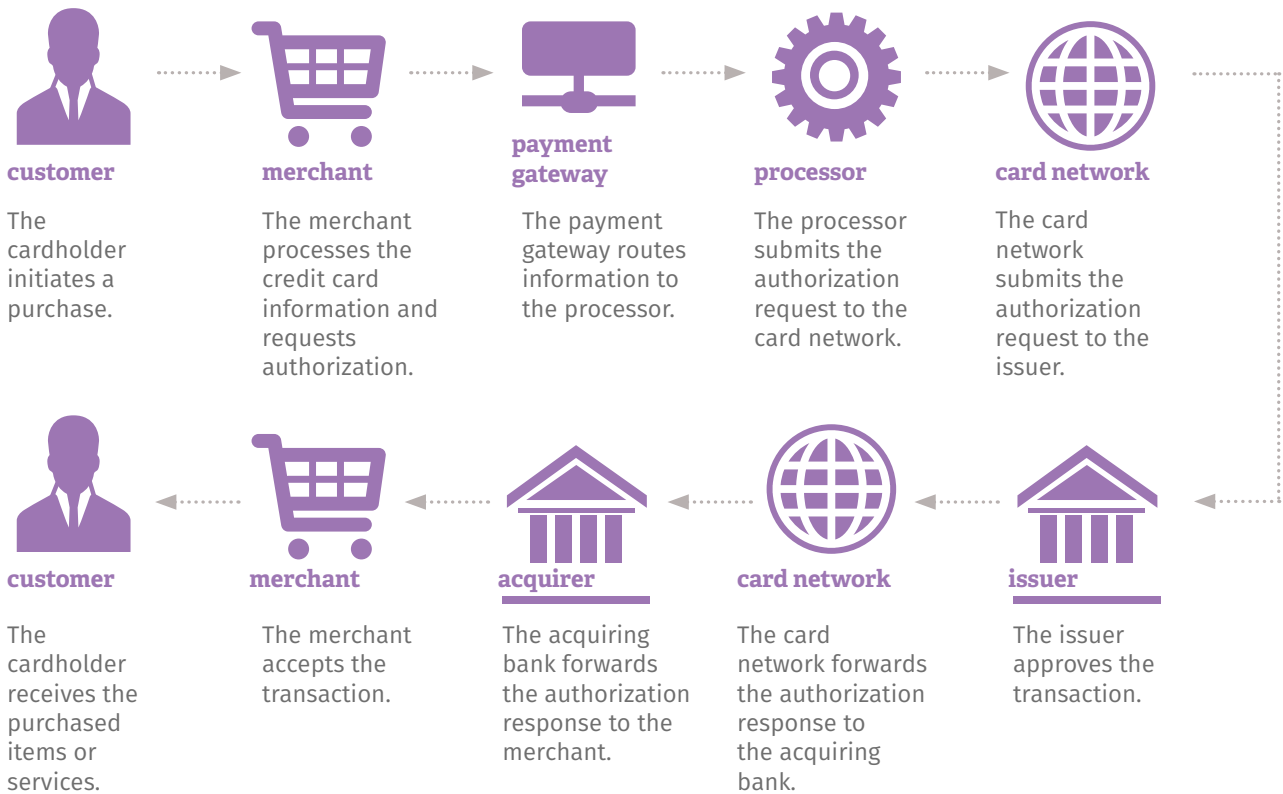 customer
The
cardholder
initiates a
purchase.
merchant
The merchant
processes the
credit card
information and
requests
authorization.
payment
gateway
The payment
gateway routes
information to
the processor.
processor
The processor
submits the
authorization
request to the
card network.
card network
The card
network
submits the
authorization
request to the
issuer.
customer
The
cardholder
receives the
purchased
items or
services.
merchant
The merchant
accepts the
transaction.
acquirer
The acquiring
bank forwards
the authorization
response to the
merchant.
card network
The card
network forwards
the authorization
response to
the acquiring
bank.
issuer
The issuer
approves the
transaction.